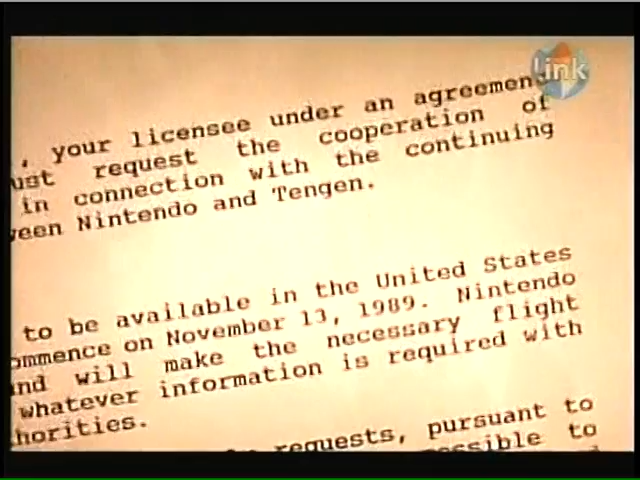 Link
, your licensee under an agreement
ust request the cooperation of
in connection with the continuing
ween Nintendo and Tengen.
to be available in the United States
ommence on November 13, 1989. Nintendo
nd will make the necessary flight
whatever information is required with
horities.
requests, pursuant to
essible to